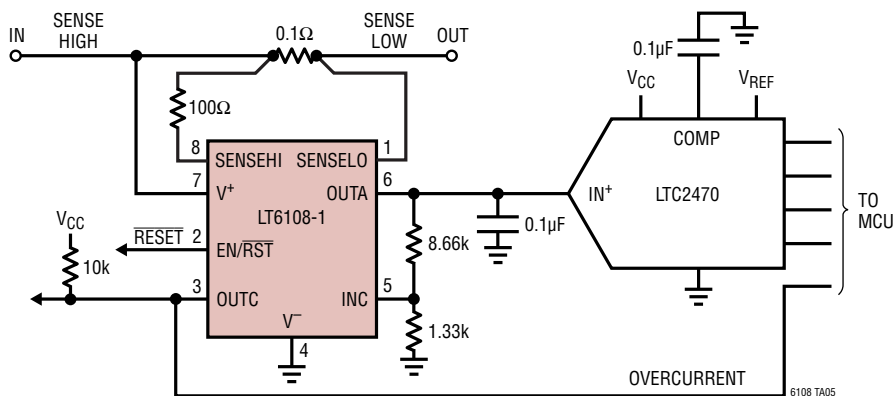 IN
SENSE
HIGH
0.1Ω
SENSE
LOW
OUT
100Ω
8
SENSEHI
SENSELO
1
7
V+
OUTA
6
LT6108-1
VCC
RESET
2
EN/RST
10k
3
OUTC
INC
5
V–
4
8.66k
1.33k
0.1µF
0.1µF
VCC
VREF
COMP
IN+
LTC2470
TO
MCU
OVERCURRENT
6108 TA05